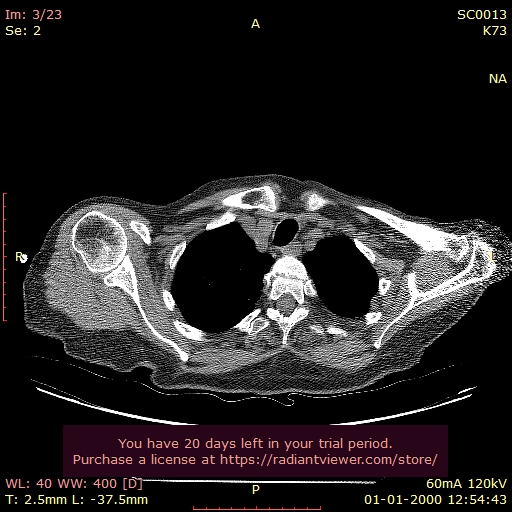 Im: 3/23
Se: 2
A
SC0013
K73
NA
R
You have 20 days left in your trial period.
Purchase a license at https://radiantviewer.com/store/
WL: 40 WW: 400 [D]
T: 2.5mm L: -37.5mm
P
60mA 120kV
01-01-2000 12:54:43